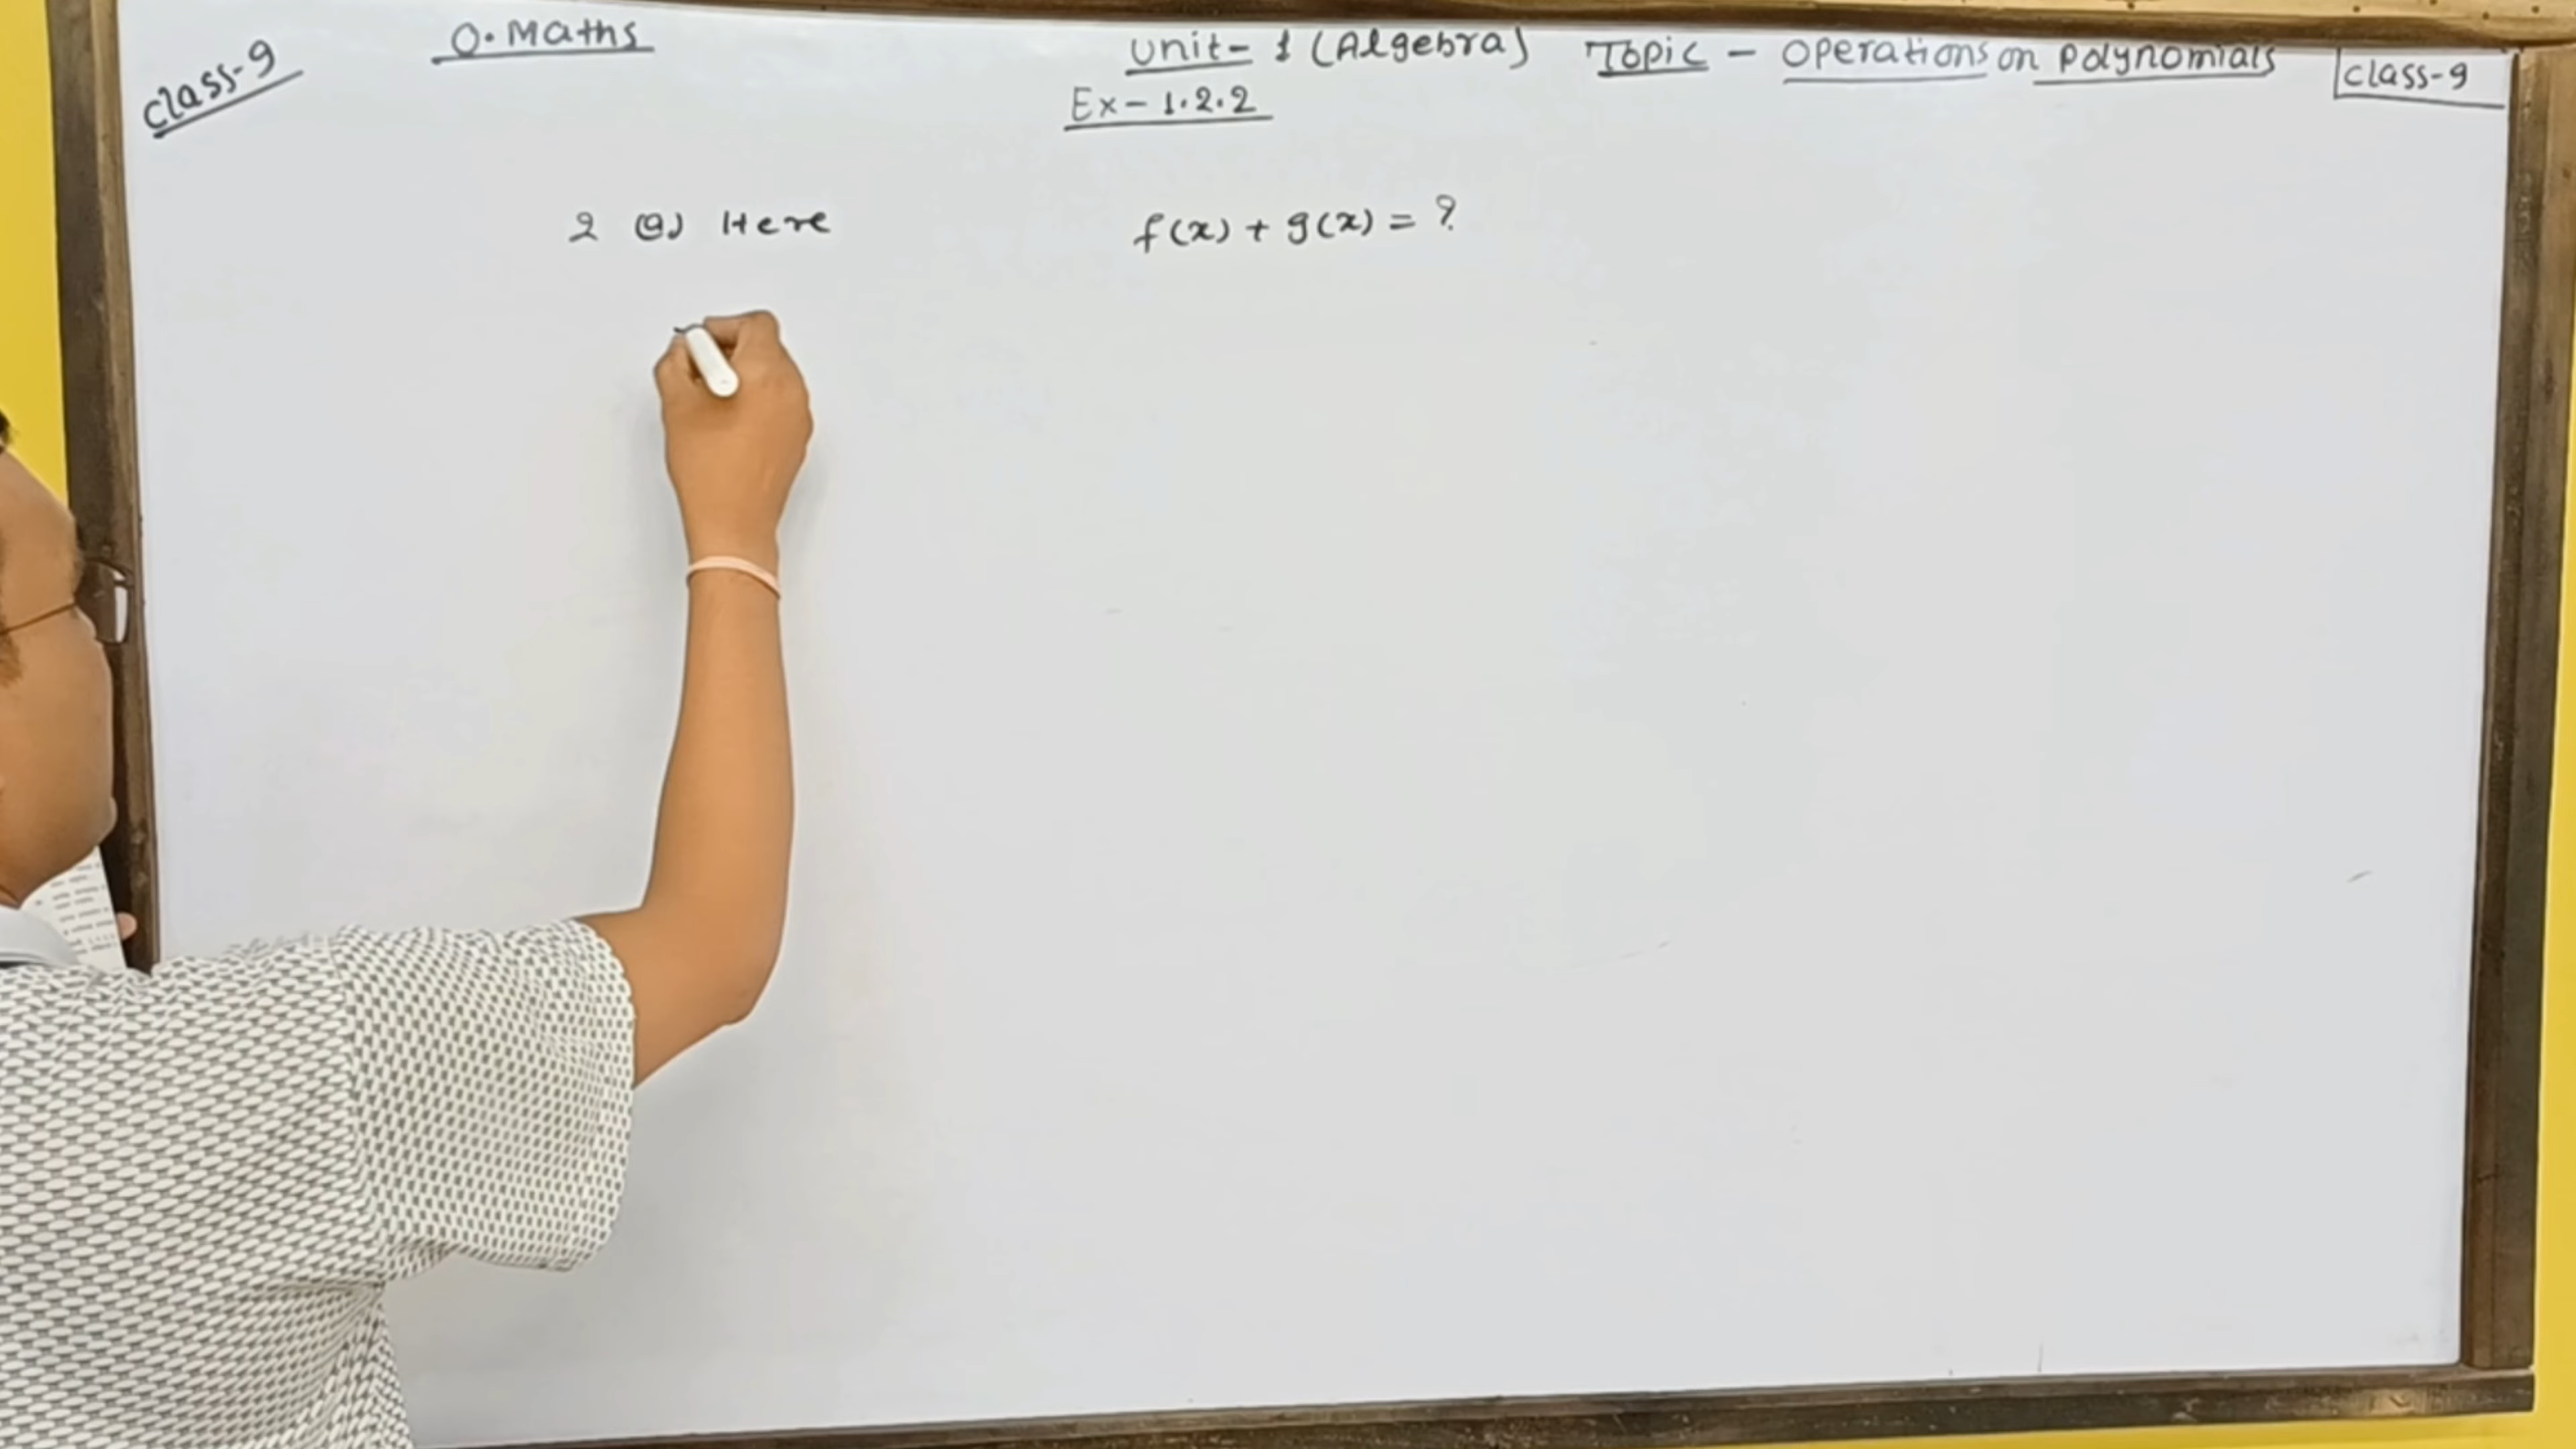 class-9
O.Maths
Unit- 1 (Algebra) Topic - Operations on Polynomials
class-9
Ex- 1.2.2
2 (a) Here f(x) + g(x) = ?